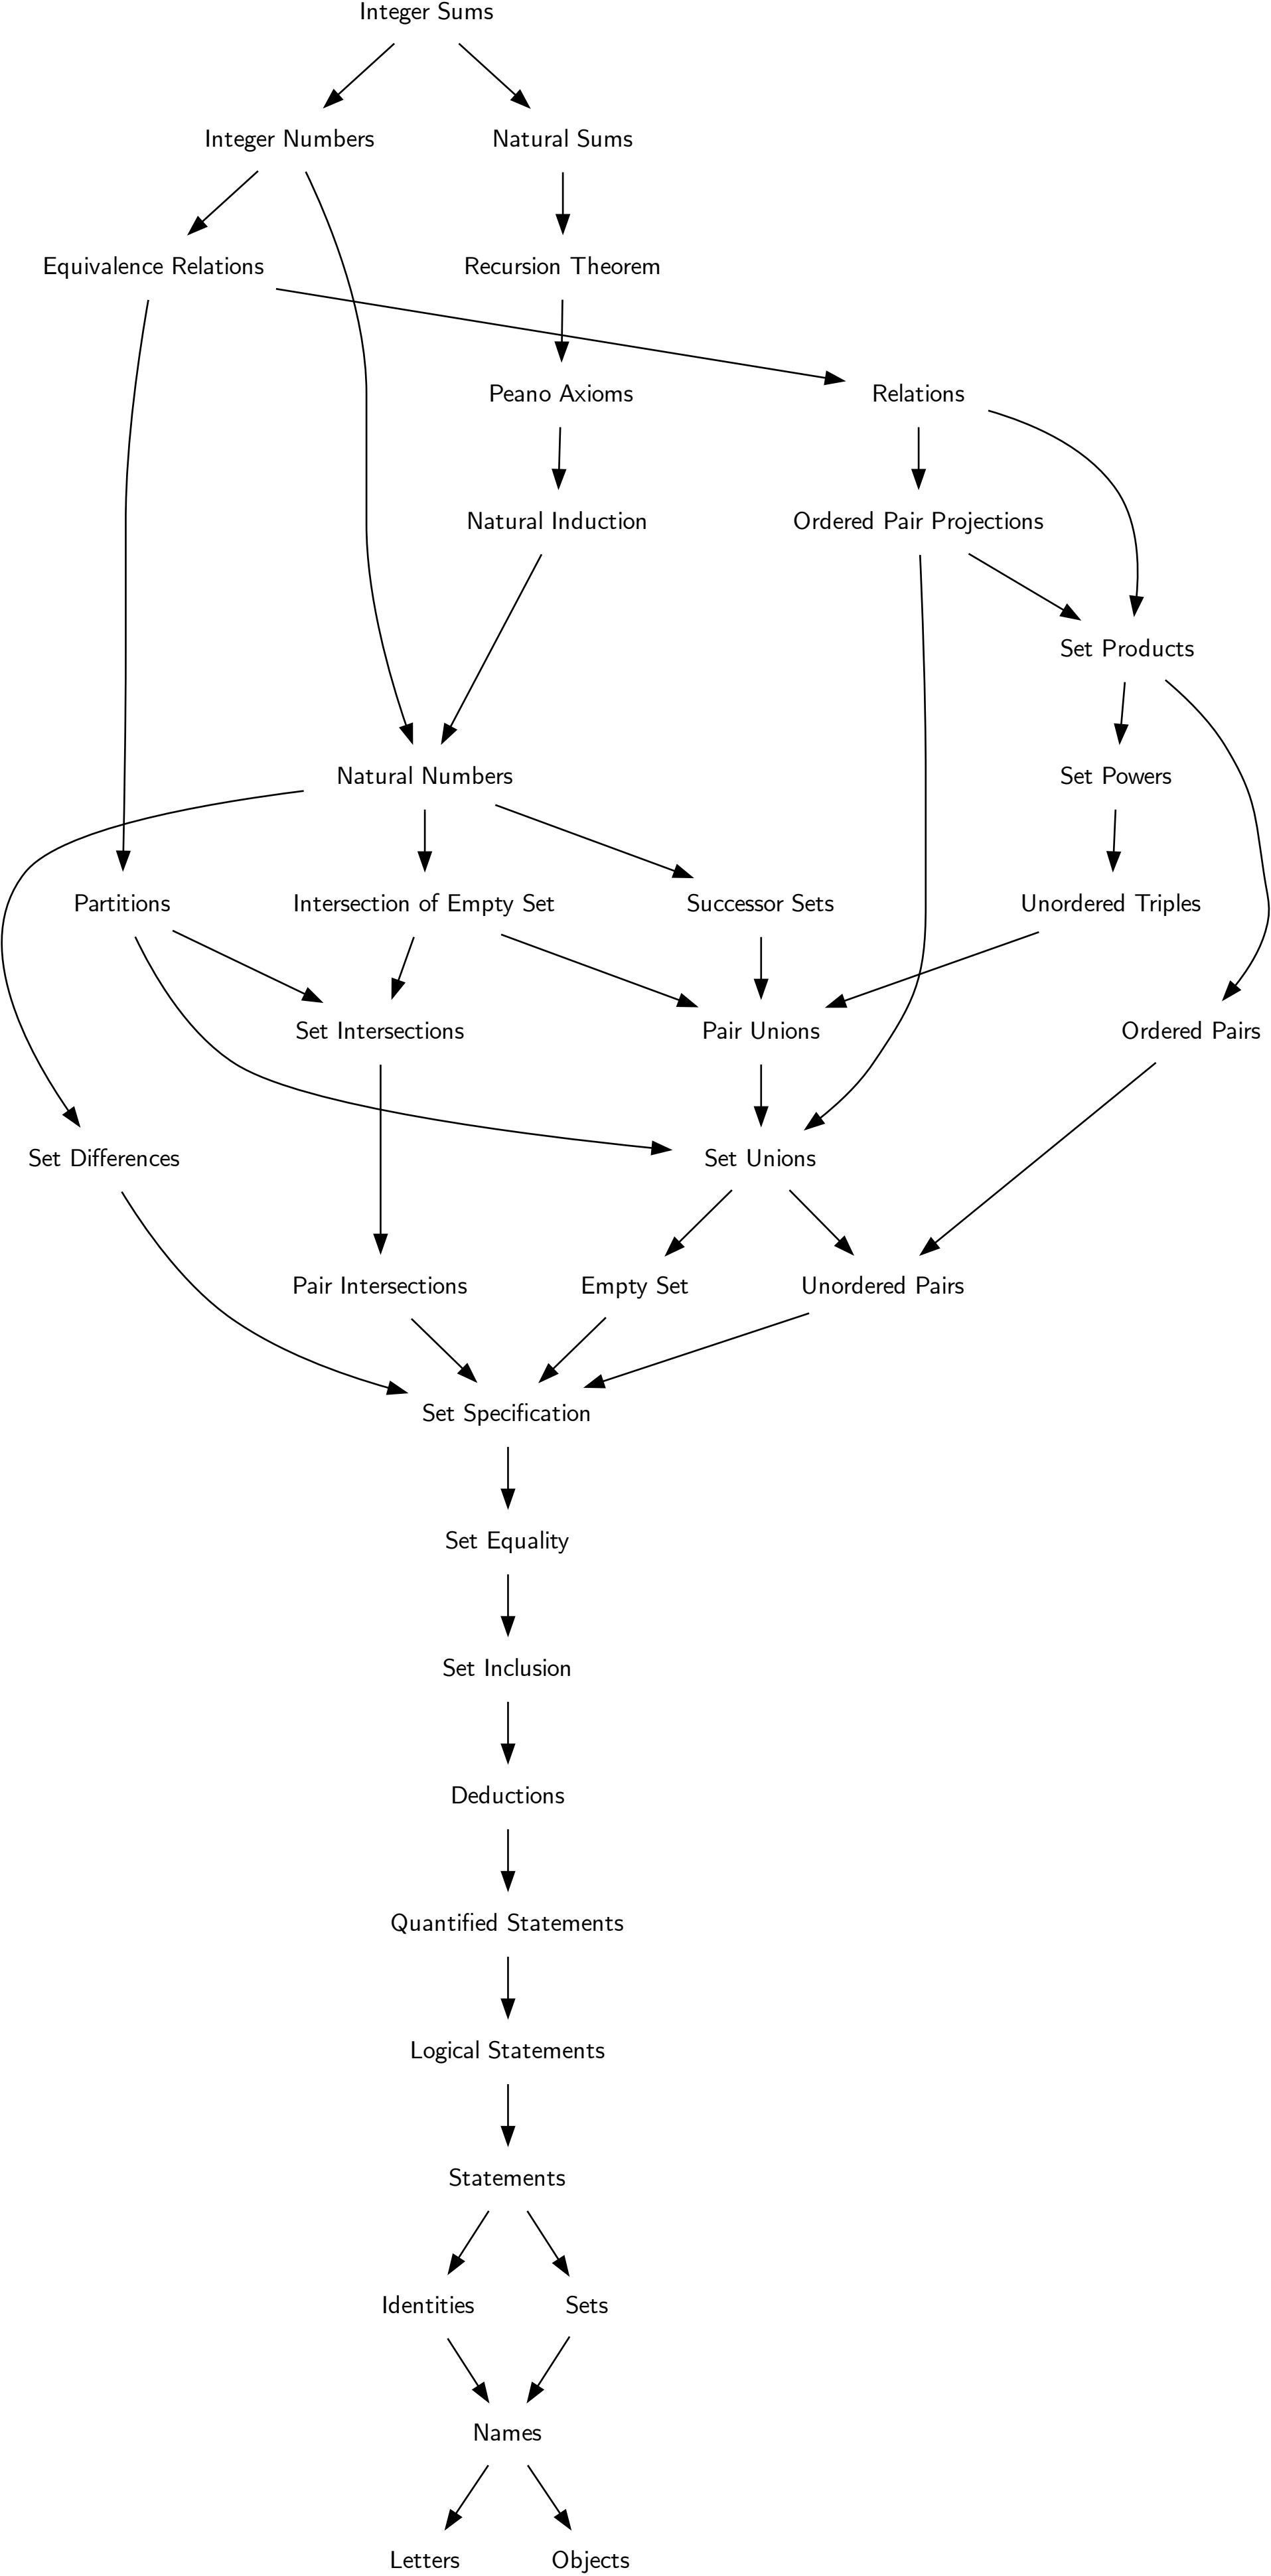 Integer Sums
Integer Numbers
Natural Sums
Equivalence Relations
Recursion Theorem
Peano Axioms
Relations
Natural Induction
Ordered Pair Projections
Set Products
Natural Numbers
Set Powers
Partitions
Intersection of Empty Set
Successor Sets
Unordered Triples
Set Intersections
Pair Unions
Ordered Pairs
Set Differences
Set Unions
Pair Intersections
Empty Set
Unordered Pairs
Set Specification
Set Equality
Set Inclusion
Deductions
Quantified Statements
Logical Statements
Statements
Identities
Sets
Names
Letters
Objects